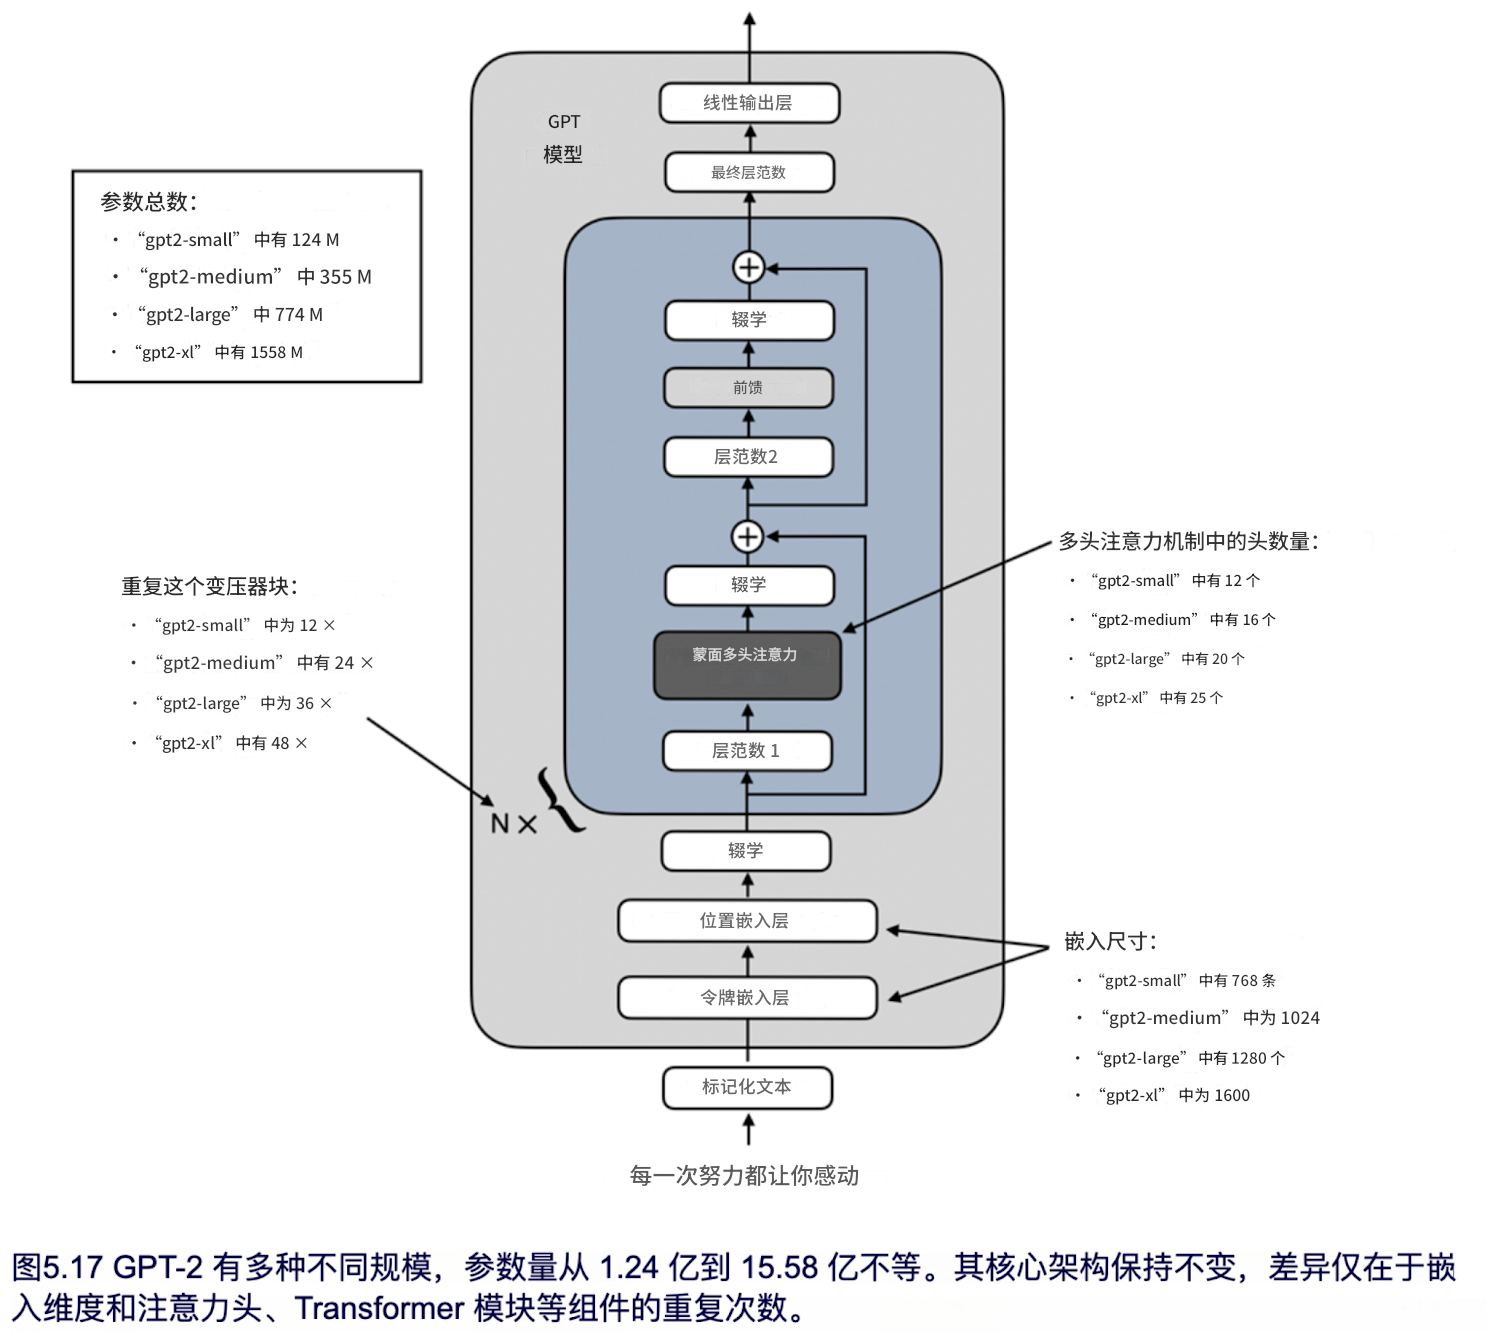 线性输出层
GPT
模型
最终层范数
参数总数：
· “gpt2-small” 中有 124 M
· “gpt2-medium” 中 355 M
· “gpt2-large” 中 774 M
· “gpt2-xl” 中有 1558 M
辍学
前馈
层范数2
多头注意力机制中的头数量：
· “gpt2-small” 中有 12 个
· “gpt2-medium” 中有 16 个
· “gpt2-large” 中有 20 个
· “gpt2-xl” 中有 25 个
重复这个变压器块：
· “gpt2-small” 中为 12 ×
· “gpt2-medium” 中有 24 ×
· “gpt2-large” 中为 36 ×
· “gpt2-xl” 中有 48 ×
辍学
蒙面多头注意力
层范数 1
N×
辍学
位置嵌入层
令牌嵌入层
嵌入尺寸：
· “gpt2-small” 中有 768 条
· “gpt2-medium” 中为 1024
· “gpt2-large” 中有 1280 个
· “gpt2-xl” 中为 1600
标记化文本
每一次努力都让你感动
图5.17 GPT-2 有多种不同规模，参数量从 1.24 亿到 15.58 亿不等。其核心架构保持不变，差异仅在于嵌
入维度和注意力头、Transformer 模块等组件的重复次数。